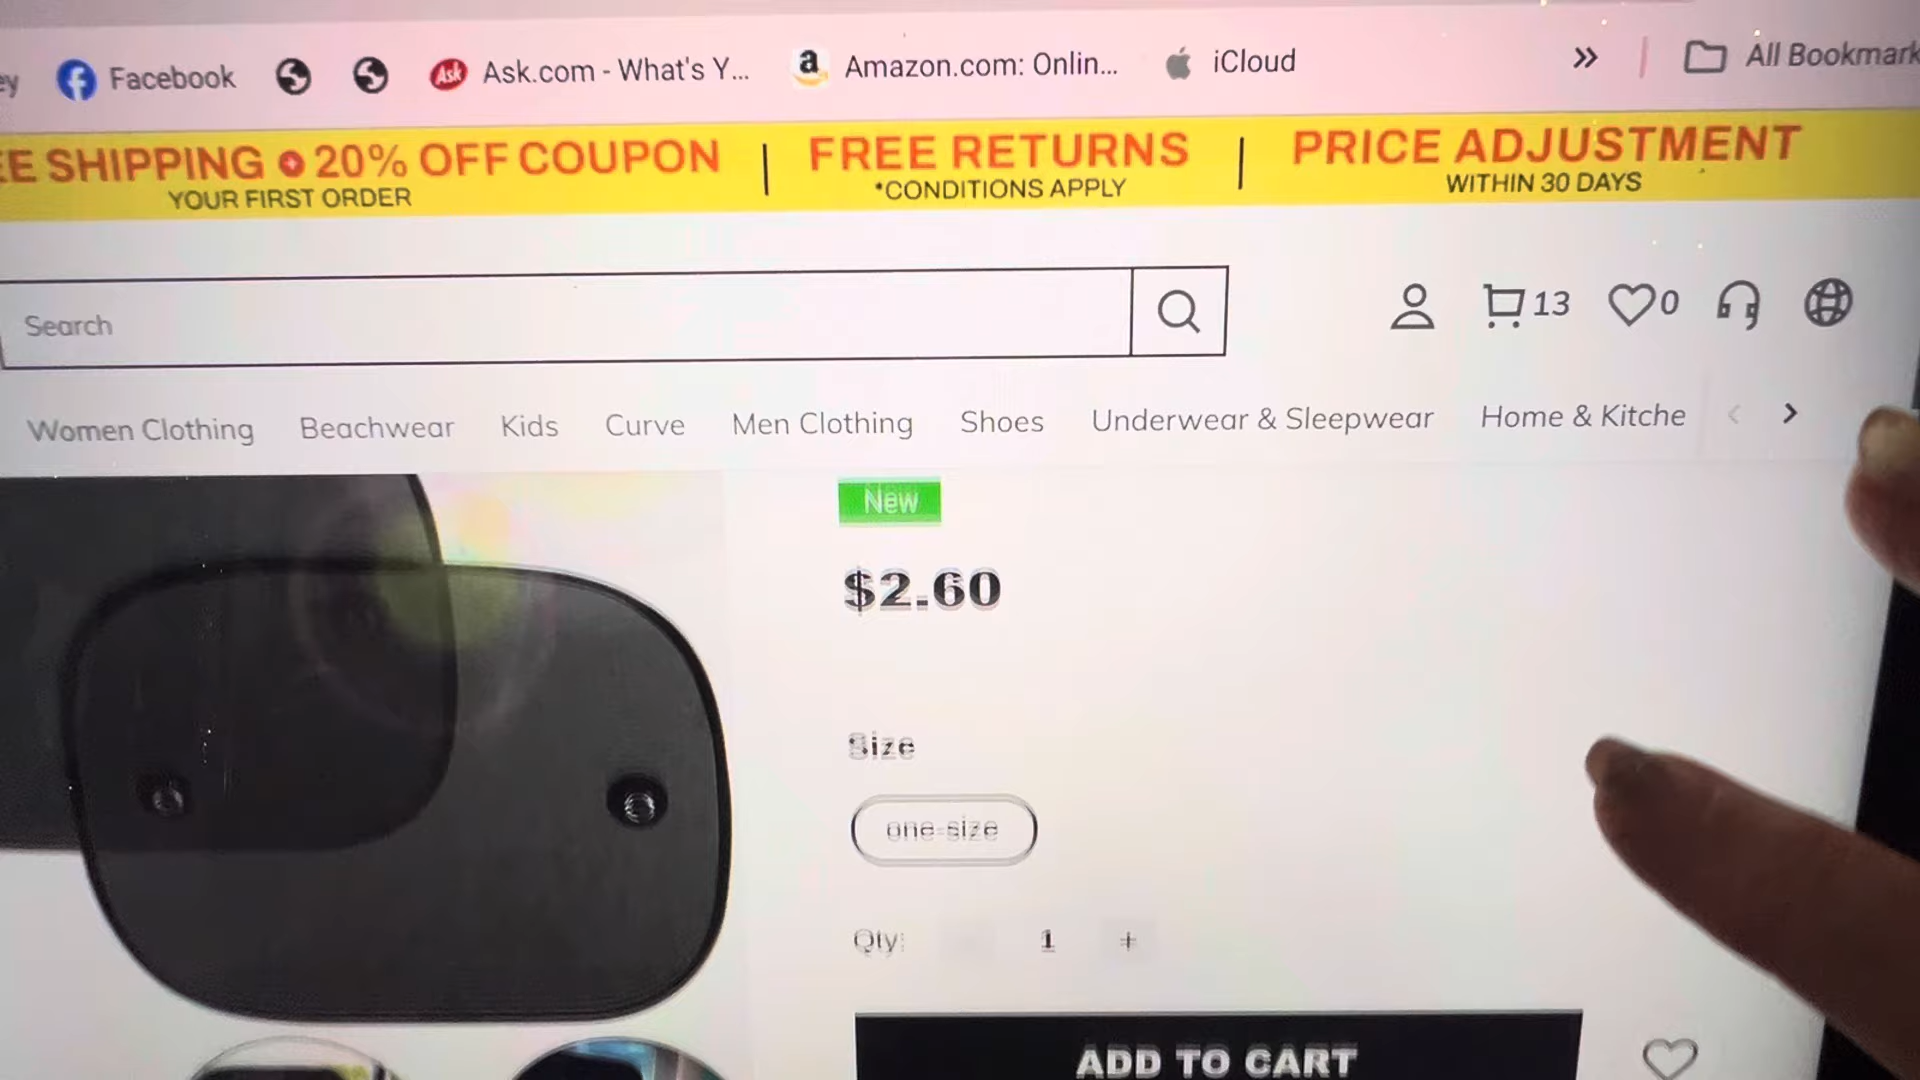 Facebook
Ask.com - What's Y...
Amazon.com: Onlin...
iCloud
All Bookmark
EE SHIPPING 20% OFF COUPON
YOUR FIRST ORDER
FREE RETURNS
*CONDITIONS APPLY
PRICE ADJUSTMENT
WITHIN 30 DAYS
Search
13
0
Women Clothing
Beachwear
Kids
Curve
Men Clothing
Shoes
Underwear & Sleepwear
Home & Kitche
New
$2.60
Size
one-size
Qty: 1 +
ADD TO CART